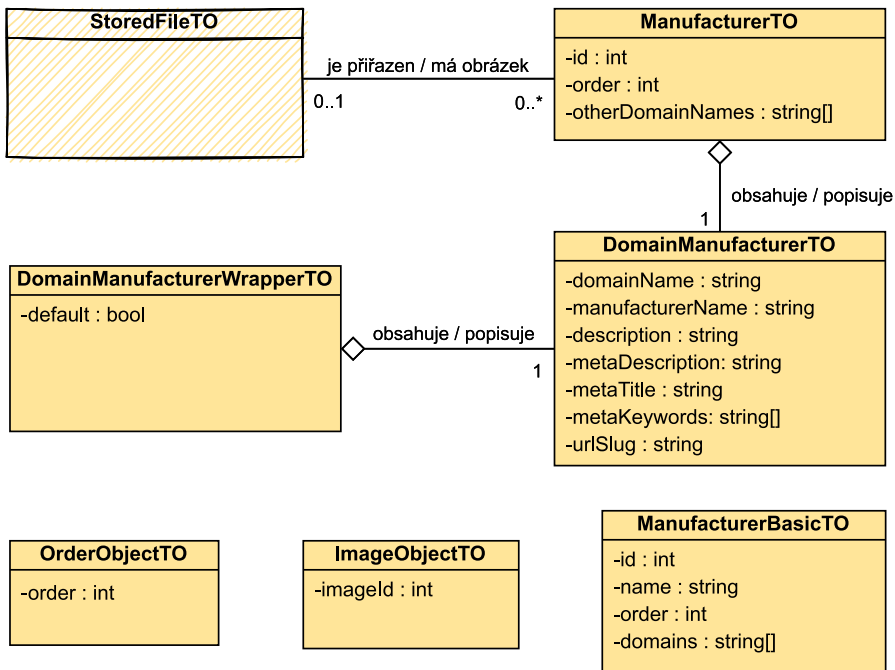 StoredFileTO
je přiřazen / má obrázek
0..1
0..*
ManufacturerTO
-id : int
-order : int
-otherDomainNames : string[]
obsahuje / popisuje
1
DomainManufacturerWrapperTO
-default : bool
obsahuje / popisuje
1
DomainManufacturerTO
-domainName : string
-manufacturerName : string
-description : string
-metaDescription: string
-metaTitle : string
-metaKeywords: string[]
-urlSlug : string
OrderObjectTO
-order : int
ImageObjectTO
-imageId : int
ManufacturerBasicTO
-id : int
-name : string
-order : int
-domains : string[]